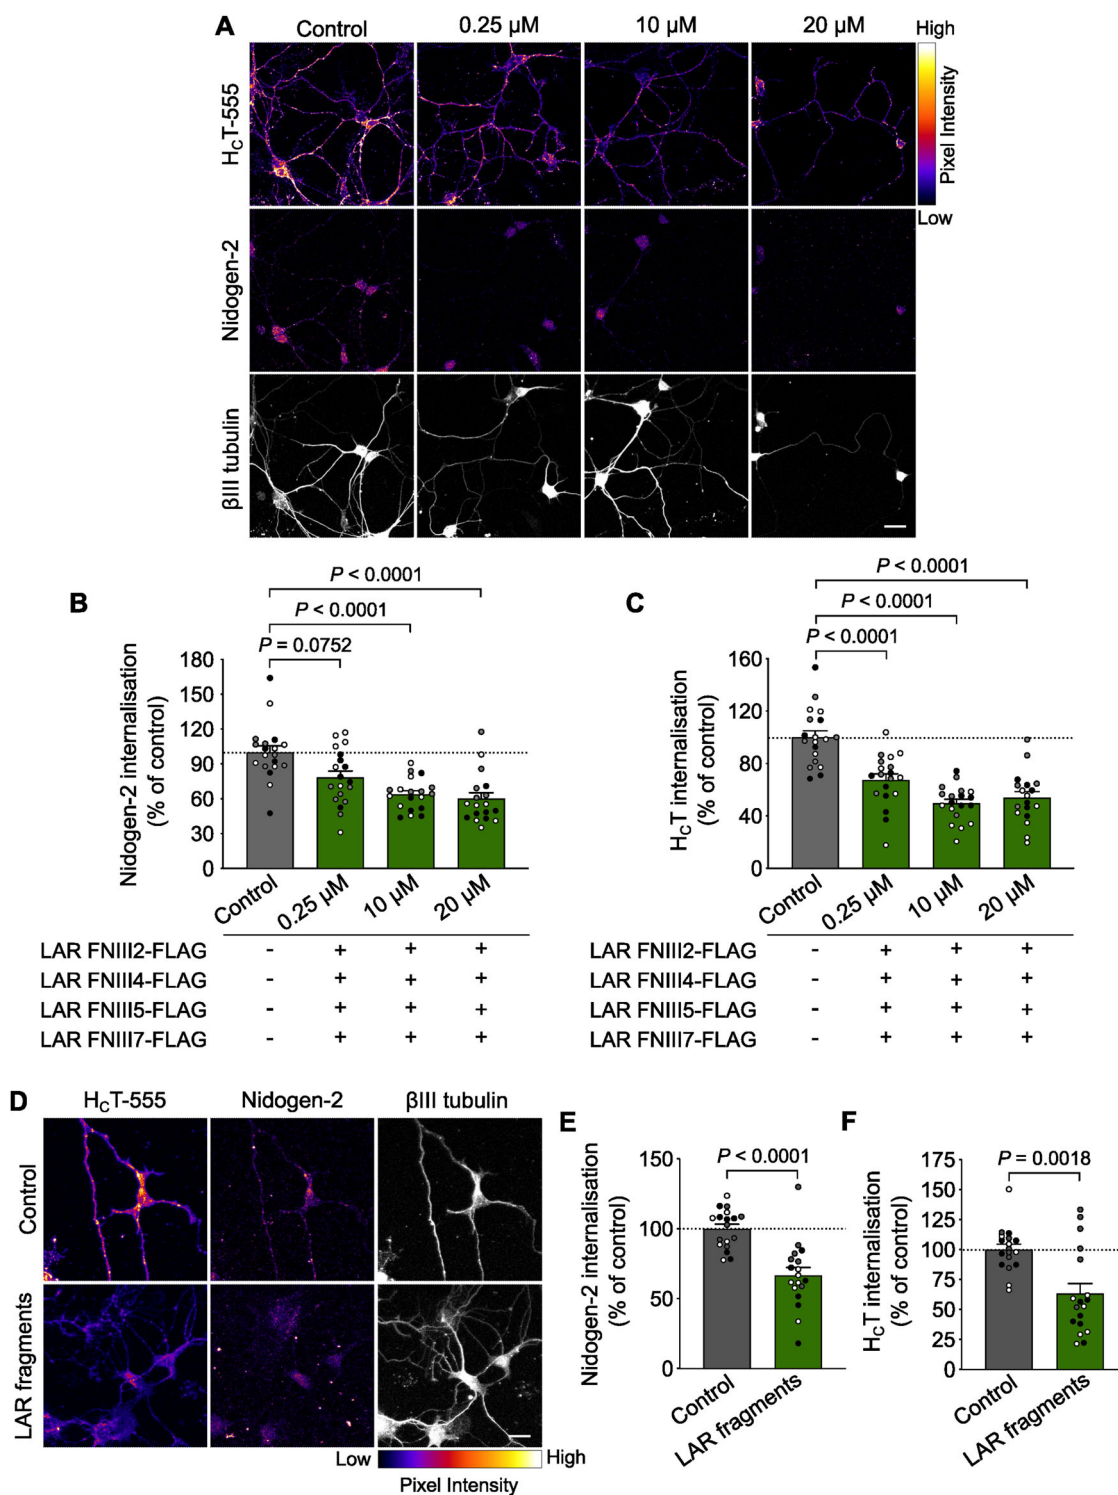 A
Control
0.25 µM
10 µM
20 µM
High
HCT-555
Pixel Intensity
Low
Nidogen-2
βIII tubulin
B
P < 0.0001
P < 0.0001
P = 0.0752
Nidogen-2 internalisation
(% of control)
180
150
120
90
60
30
0
Control
0.25 µM
10 µM
20 µM
LAR FNIII2-FLAG - + + +
LAR FNIII4-FLAG - + + +
LAR FNIII5-FLAG - + + +
LAR FNIII7-FLAG - + + +
C
P < 0.0001
P < 0.0001
P < 0.0001
HCT internalisation
(% of control)
160
120
80
40
0
Control
0.25 µM
10 µM
20 µM
LAR FNIII2-FLAG - + + +
LAR FNIII4-FLAG - + + +
LAR FNIII5-FLAG - + + +
LAR FNIII7-FLAG - + + +
D
HCT-555
Nidogen-2
βIII tubulin
Control
LAR fragments
Low
High
Pixel Intensity
E
P < 0.0001
Nidogen-2 internalisation
(% of control)
150
100
50
0
Control
LAR fragments
F
P = 0.0018
HCT internalisation
(% of control)
175
150
125
100
75
50
25
0
Control
LAR fragments